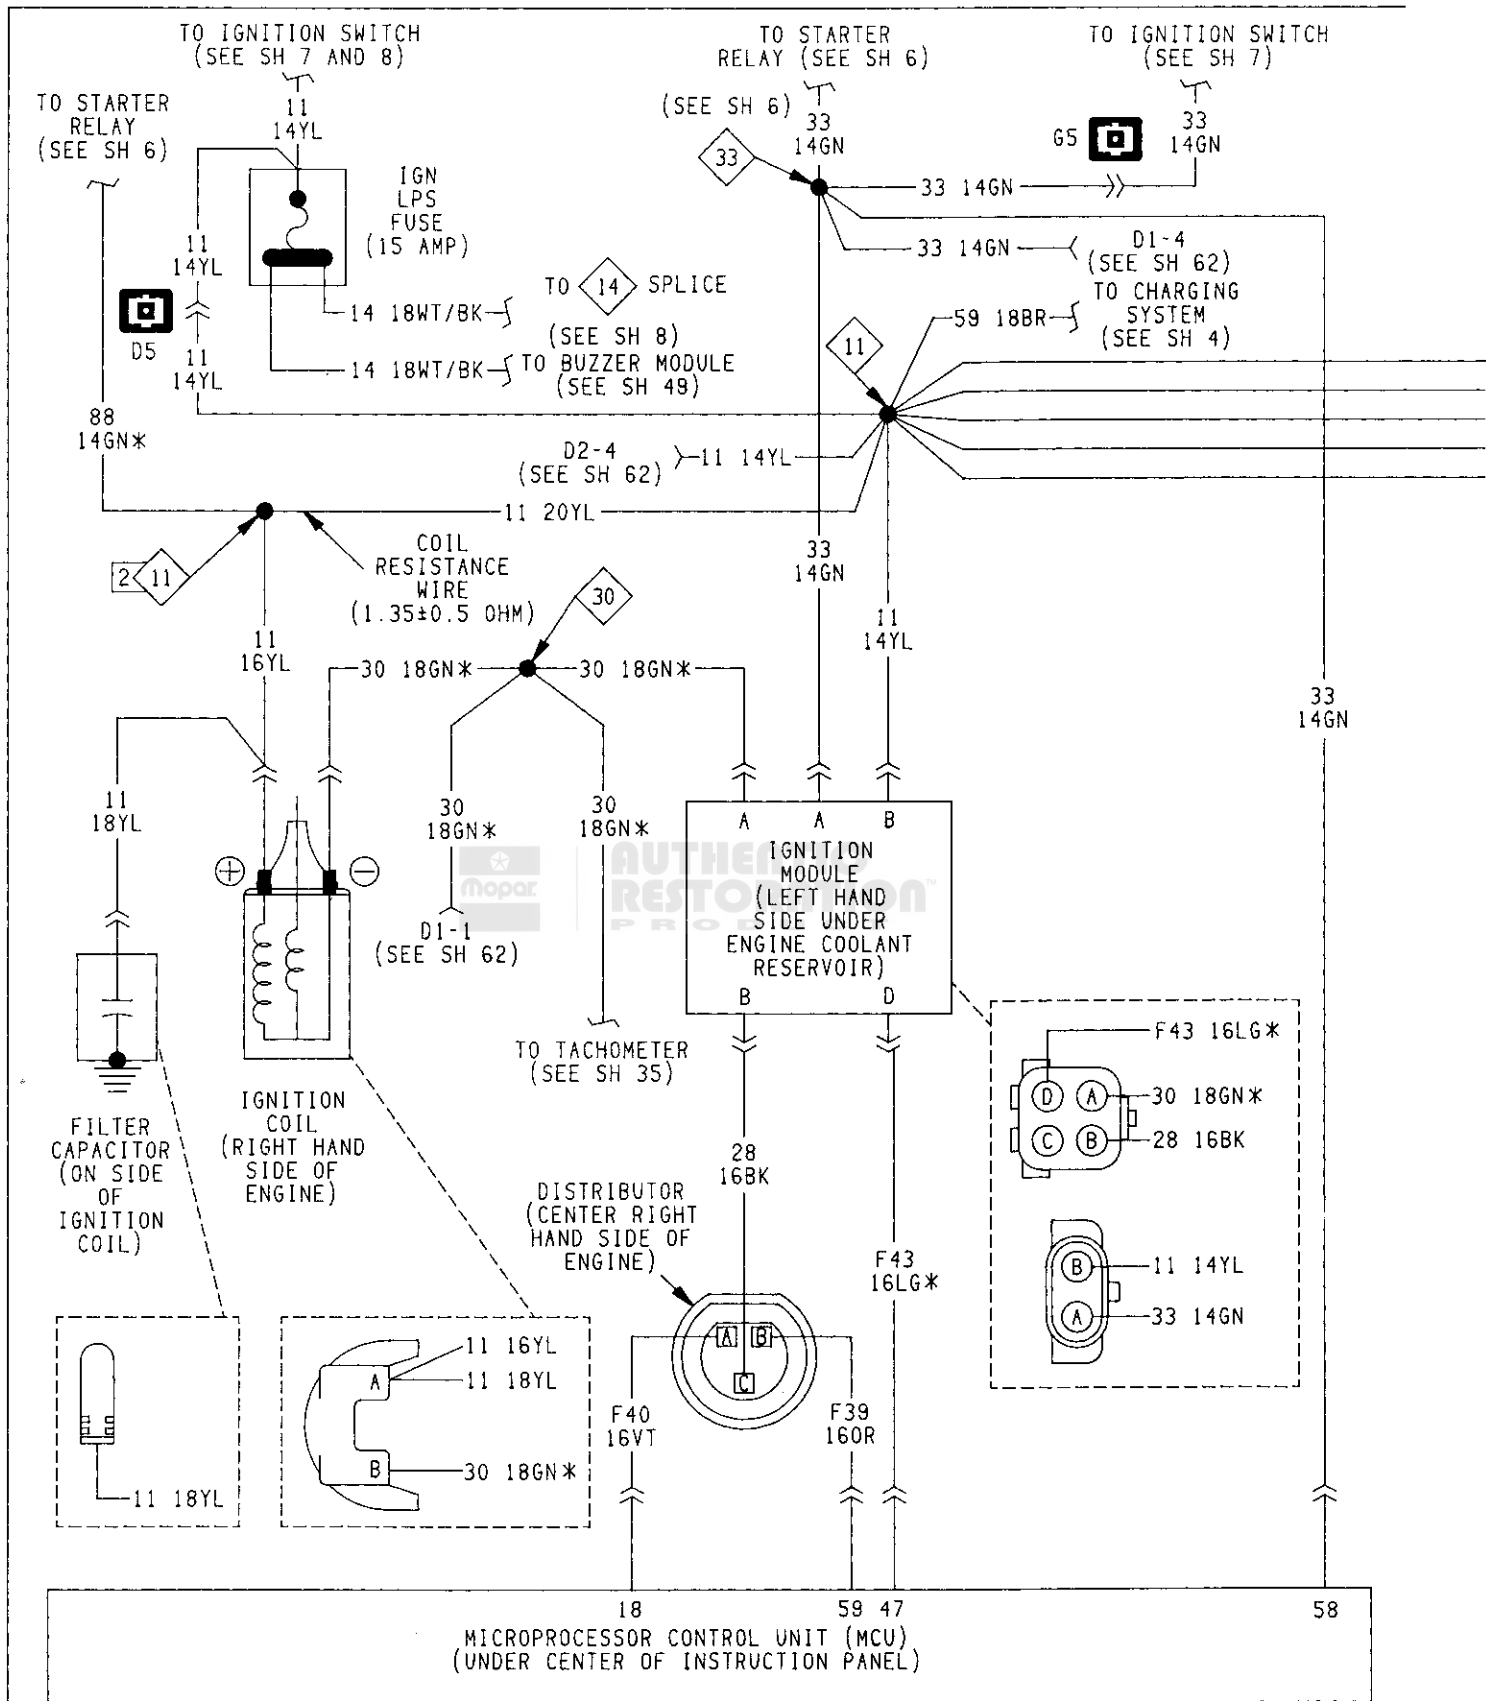 TO IGNITION SWITCH
(SEE SH 7 AND 8)
TO STARTER
RELAY (SEE SH 6)
TO IGNITION SWITCH
(SEE SH 7)
TO STARTER
RELAY
(SEE SH 6)
11
14YL
(SEE SH 6)
33
14GN
33
G5
33
14GN
IGN
LPS
FUSE
(15 AMP)
33 14GN
11
14YL
33 14GN
D1-4
(SEE SH 62)
D5
TO 14 SPLICE
(SEE SH 8)
14 18WT/BK
TO CHARGING
SYSTEM
(SEE SH 4)
59 18BR
11
11
14YL
14 18WT/BK
TO BUZZER MODULE
(SEE SH 49)
88
14GN*
D2-4
(SEE SH 62)
11 14YL
11 20YL
COIL
RESISTANCE
WIRE
(1.35±0.5 OHM)
2 11
30
33
14GN
11
14YL
11
16YL
30 18GN*
30 18GN*
33
14GN
11
18YL
30
18GN*
30
18GN*
A
A
B
IGNITION
MODULE
(LEFT HAND
SIDE UNDER
ENGINE COOLANT
RESERVOIR)
B
D
Mopar
AUTHENTIC
RESTORATION™
PROD
+
−
D1-1
(SEE SH 62)
TO TACHOMETER
(SEE SH 35)
FILTER
CAPACITOR
(ON SIDE
OF
IGNITION
COIL)
IGNITION
COIL
(RIGHT HAND
SIDE OF
ENGINE)
F43 16LG*
D
A
30 18GN*
C
B
28 16BK
28
16BK
DISTRIBUTOR
(CENTER RIGHT
HAND SIDE OF
ENGINE)
F43
16LG*
B
11 14YL
A
33 14GN
A
B
C
11 16YL
A
11 18YL
B
30 18GN*
11 18YL
F40
16VT
F39
16OR
18
59
47
58
MICROPROCESSOR CONTROL UNIT (MCU)
(UNDER CENTER OF INSTRUCTION PANEL)